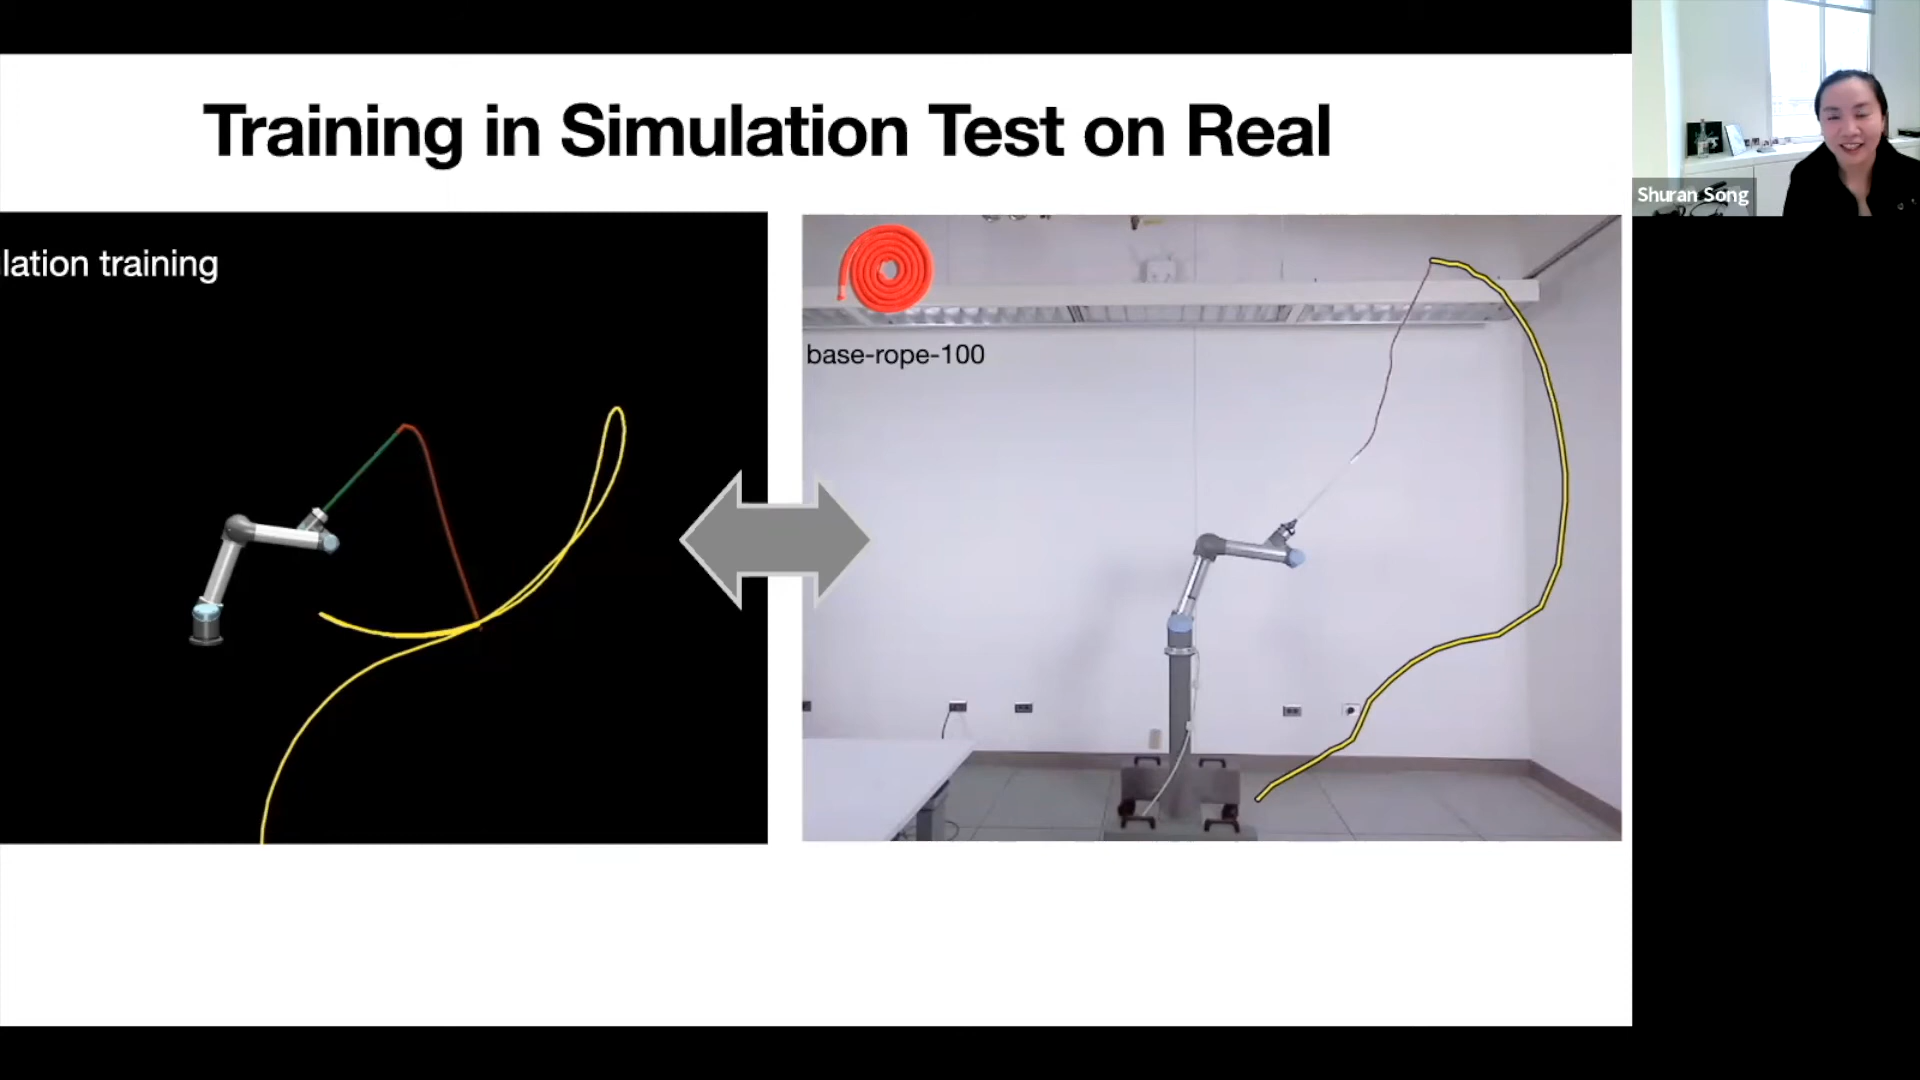 Training in Simulation Test on Real
Shuran Song
lation training
base-rope-100